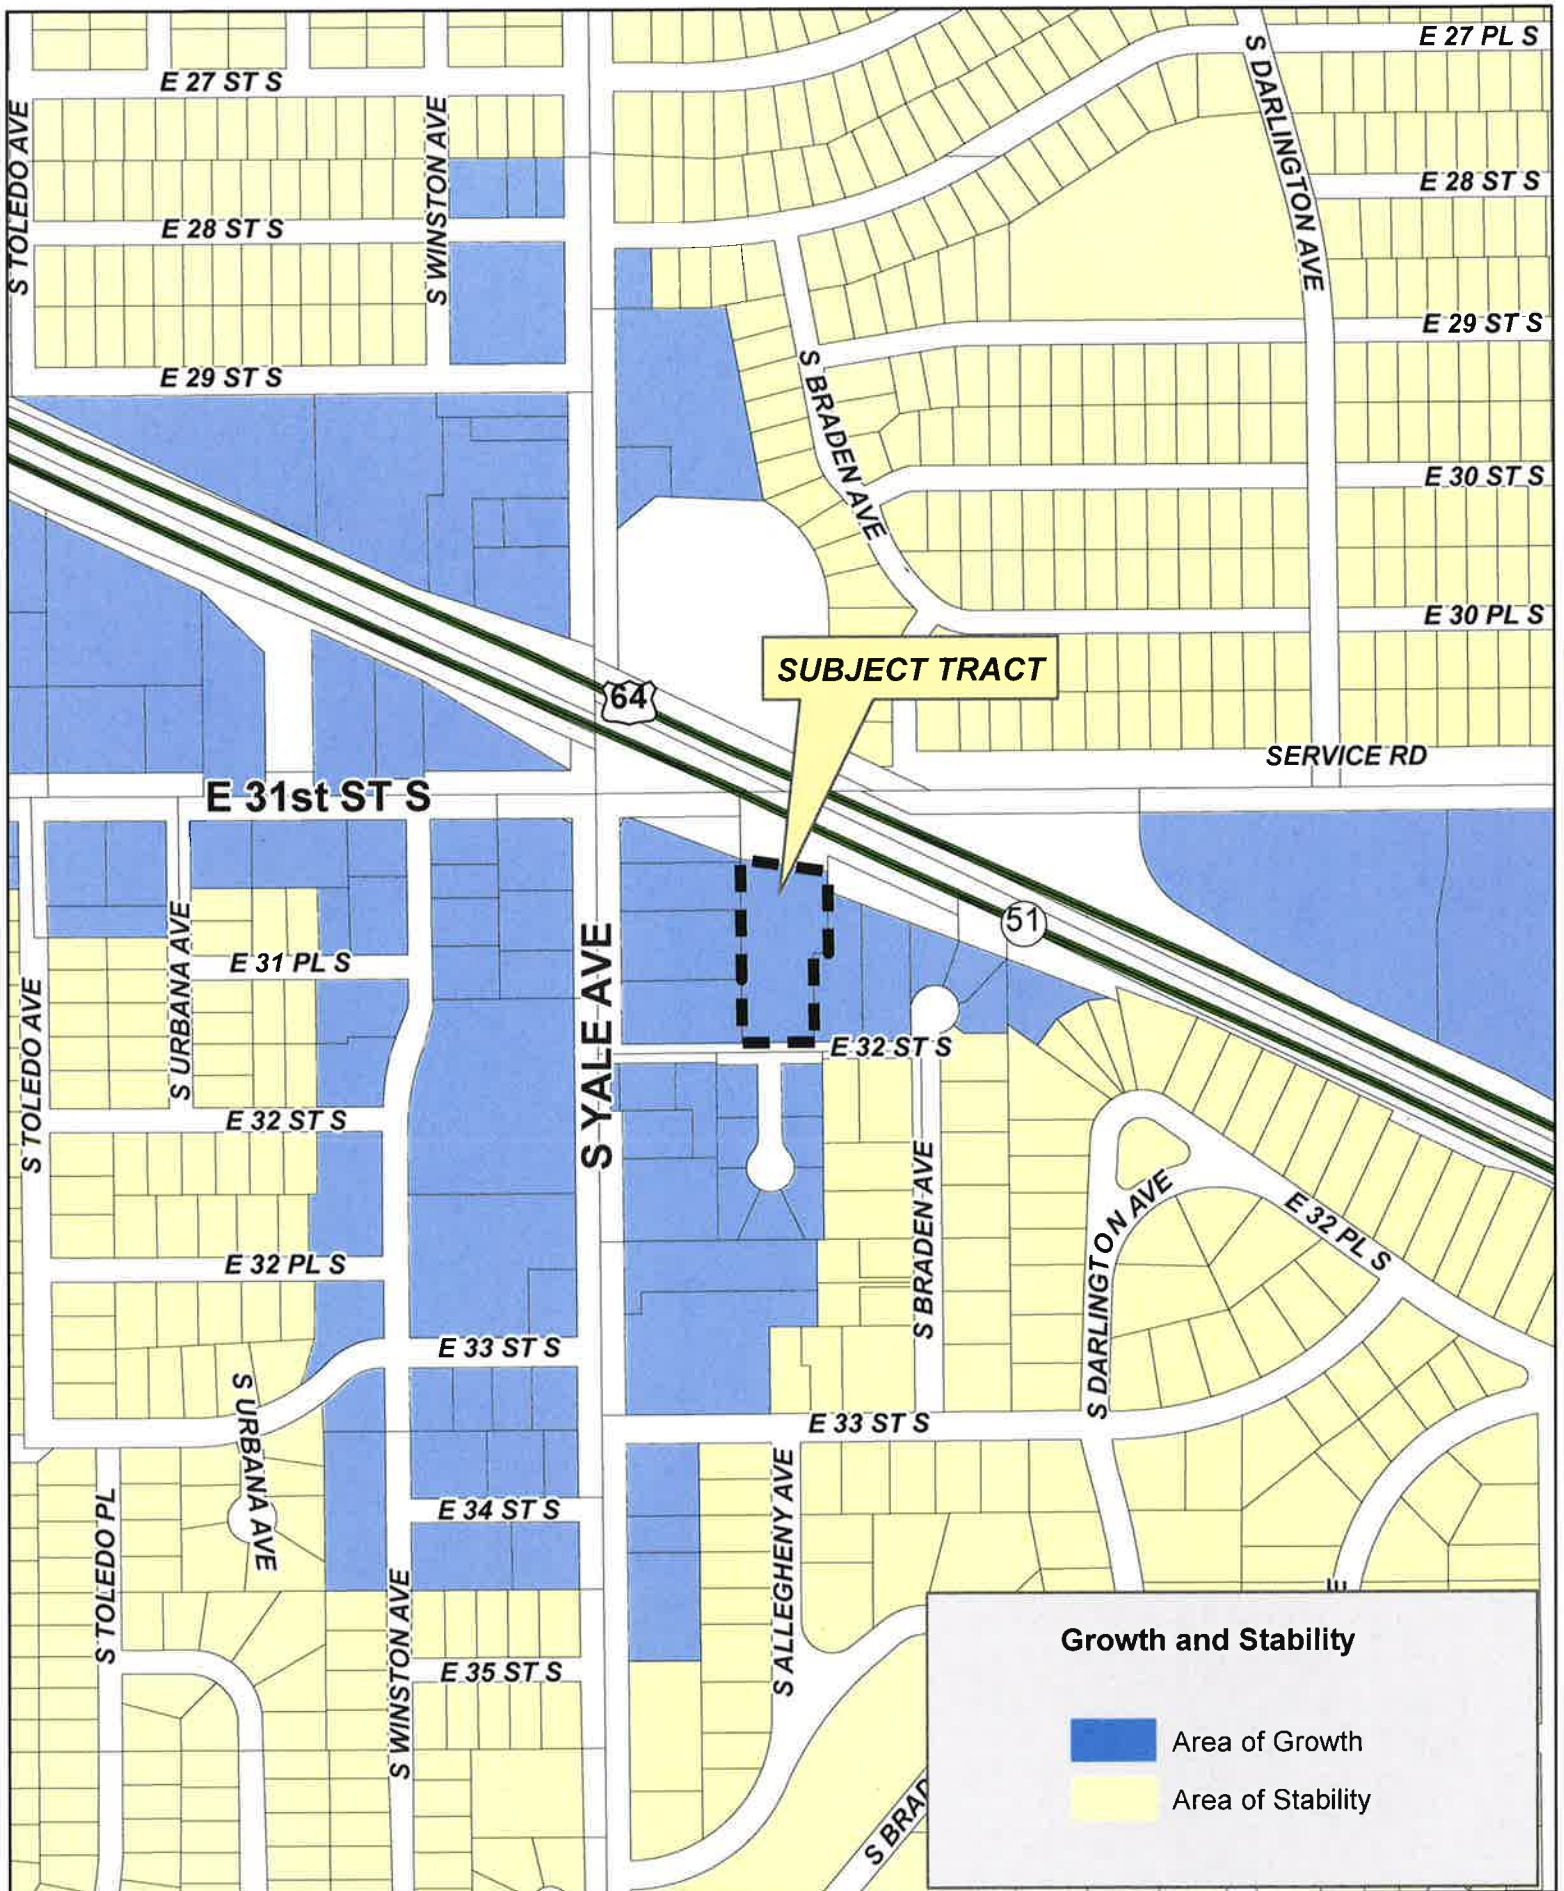 E 27 PL S
E 27 ST S
S TOLEDO AVE
S WINSTON AVE
S DARLINGTON AVE
E 28 ST S
E 28 ST S
E 29 ST S
E 29 ST S
S BRADEN AVE
E 30 ST S
E 30 PL S
SUBJECT TRACT
64
SERVICE RD
E 31st ST S
51
S YALE AVE
S URBANA AVE
E 31 PL S
S TOLEDO AVE
E 32 ST S
E 32 ST S
S BRADEN AVE
S DARLINGTON AVE
E 32 PL S
E 32 PL S
E 33 ST S
S URBANA AVE
E 33 ST S
S TOLEDO PL
E 34 ST S
S ALLEGHENY AVE
S WINSTON AVE
E 35 ST S
E
S BRAD
Growth and Stability
Area of Growth
Area of Stability